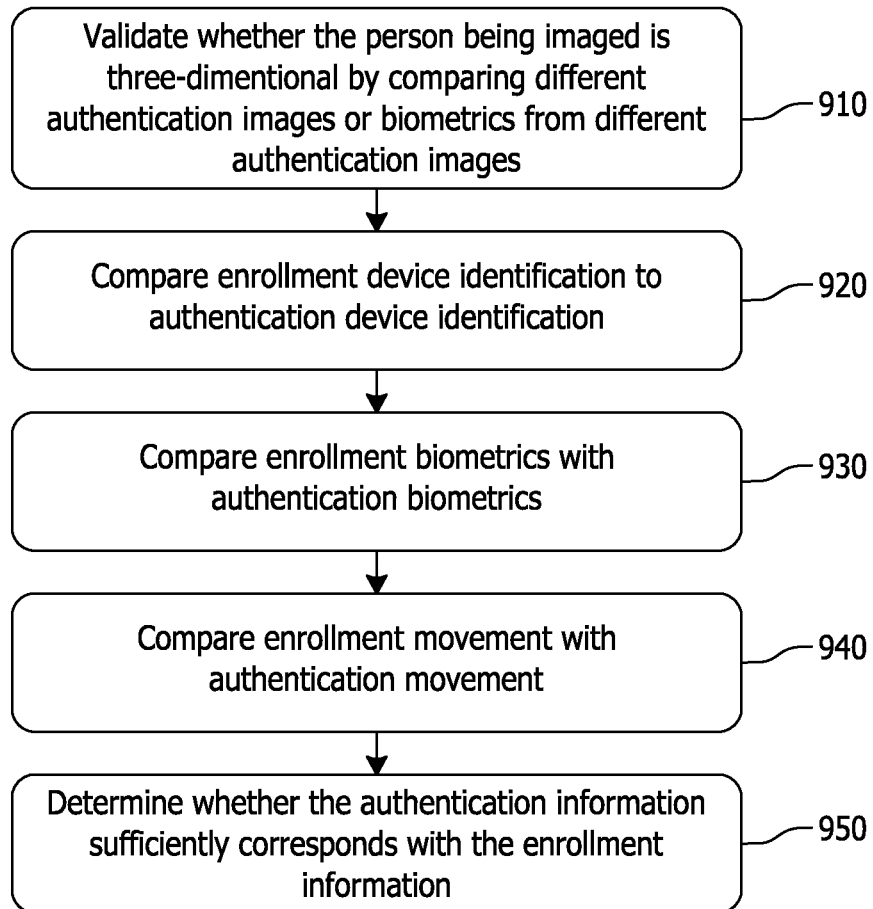 Validate whether the person being imaged is
three-dimentional by comparing different
authentication images or biometrics from different
authentication images
910
Compare enrollment device identification to
authentication device identification
920
Compare enrollment biometrics with
authentication biometrics
930
Compare enrollment movement with
authentication movement
940
Determine whether the authentication information
sufficiently corresponds with the enrollment
information
950